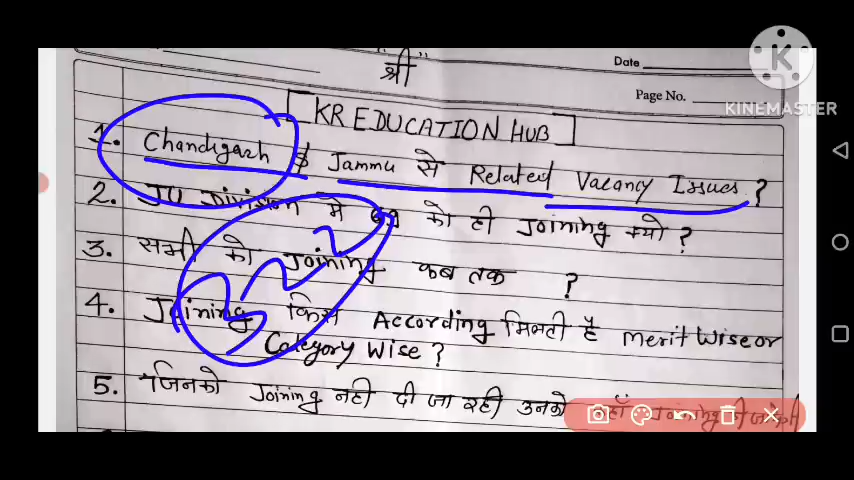 श्री
Date
Page No.
KINEMASTER
[KR EDUCATION HUB]
1. Chandigarh & Jammu से Related Vacancy Issues ?
2. JU Division में को ही Joining क्यो ?
3. सभी को Joining कब तक ?
4. Joining किस According मिलती है Merit Wise or
Category Wise ?
5. जिनको Joining नही दी जा रही उनको Joining